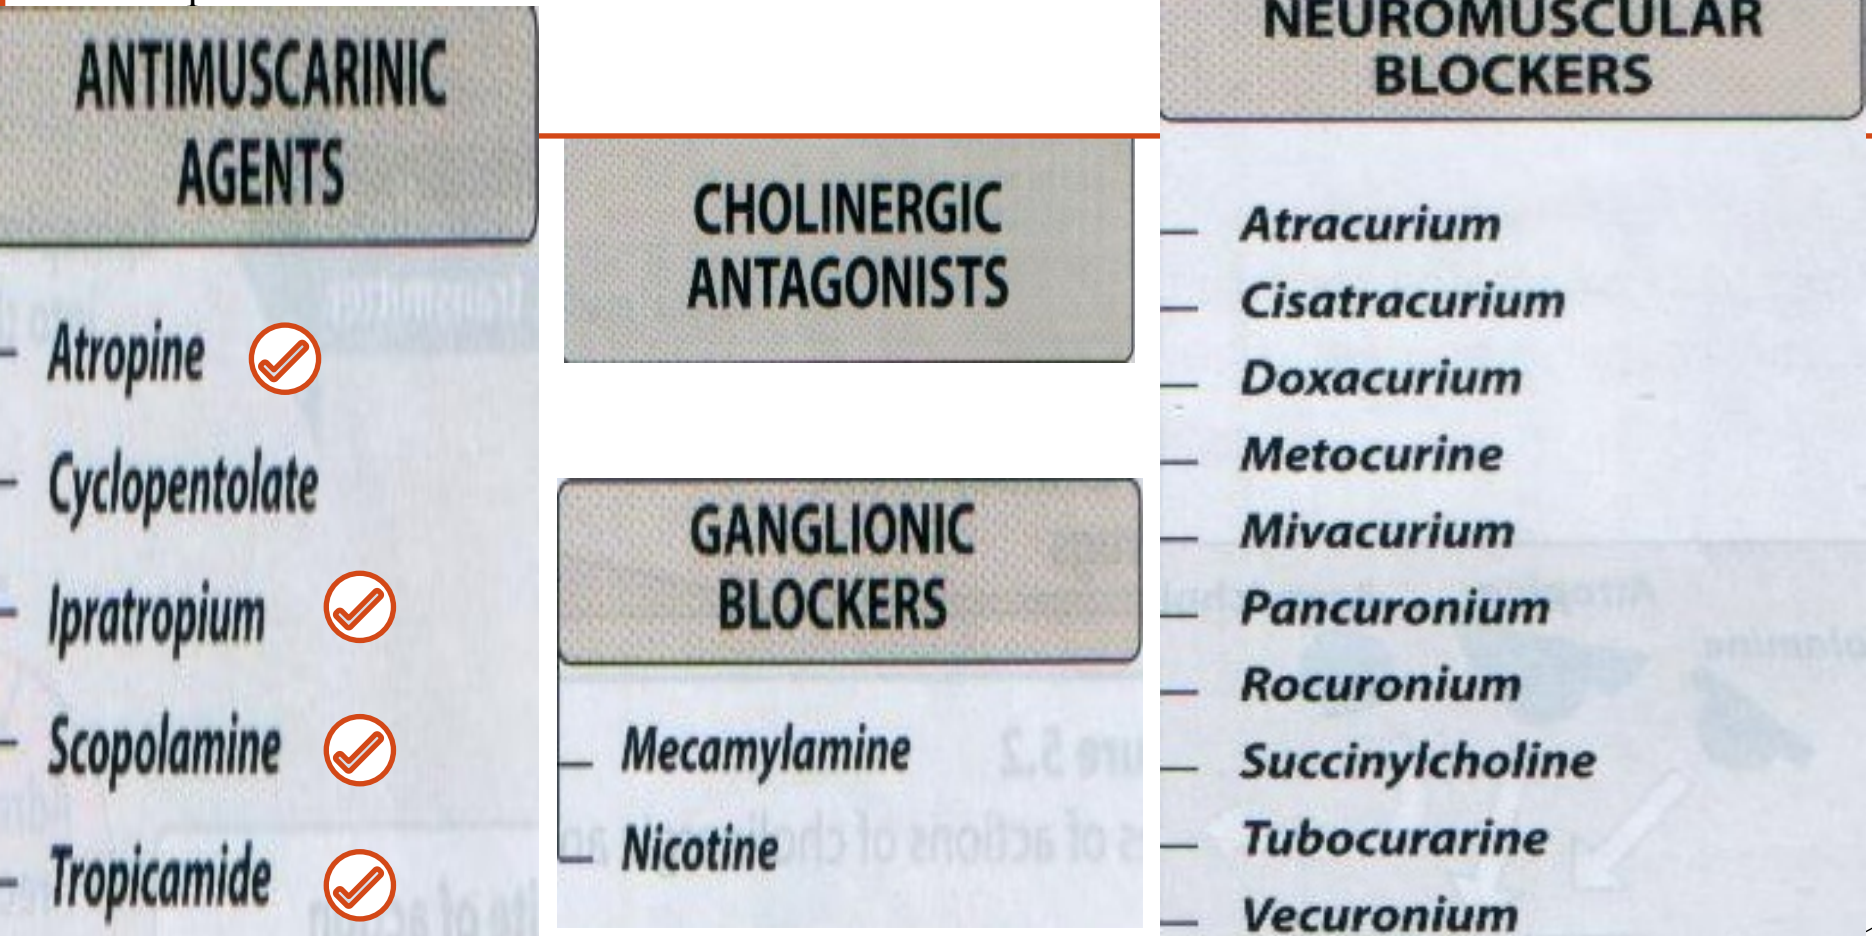 ANTIMUSCARINIC
AGENTS
Atropine
Cyclopentolate
Ipratropium
Scopolamine
Tropicamide
CHOLINERGIC
ANTAGONISTS
GANGLIONIC
BLOCKERS
Mecamylamine
Nicotine
NEUROMUSCULAR
BLOCKERS
Atracurium
Cisatracurium
Doxacurium
Metocurine
Mivacurium
Pancuronium
Rocuronium
Succinylcholine
Tubocurarine
Vecuronium